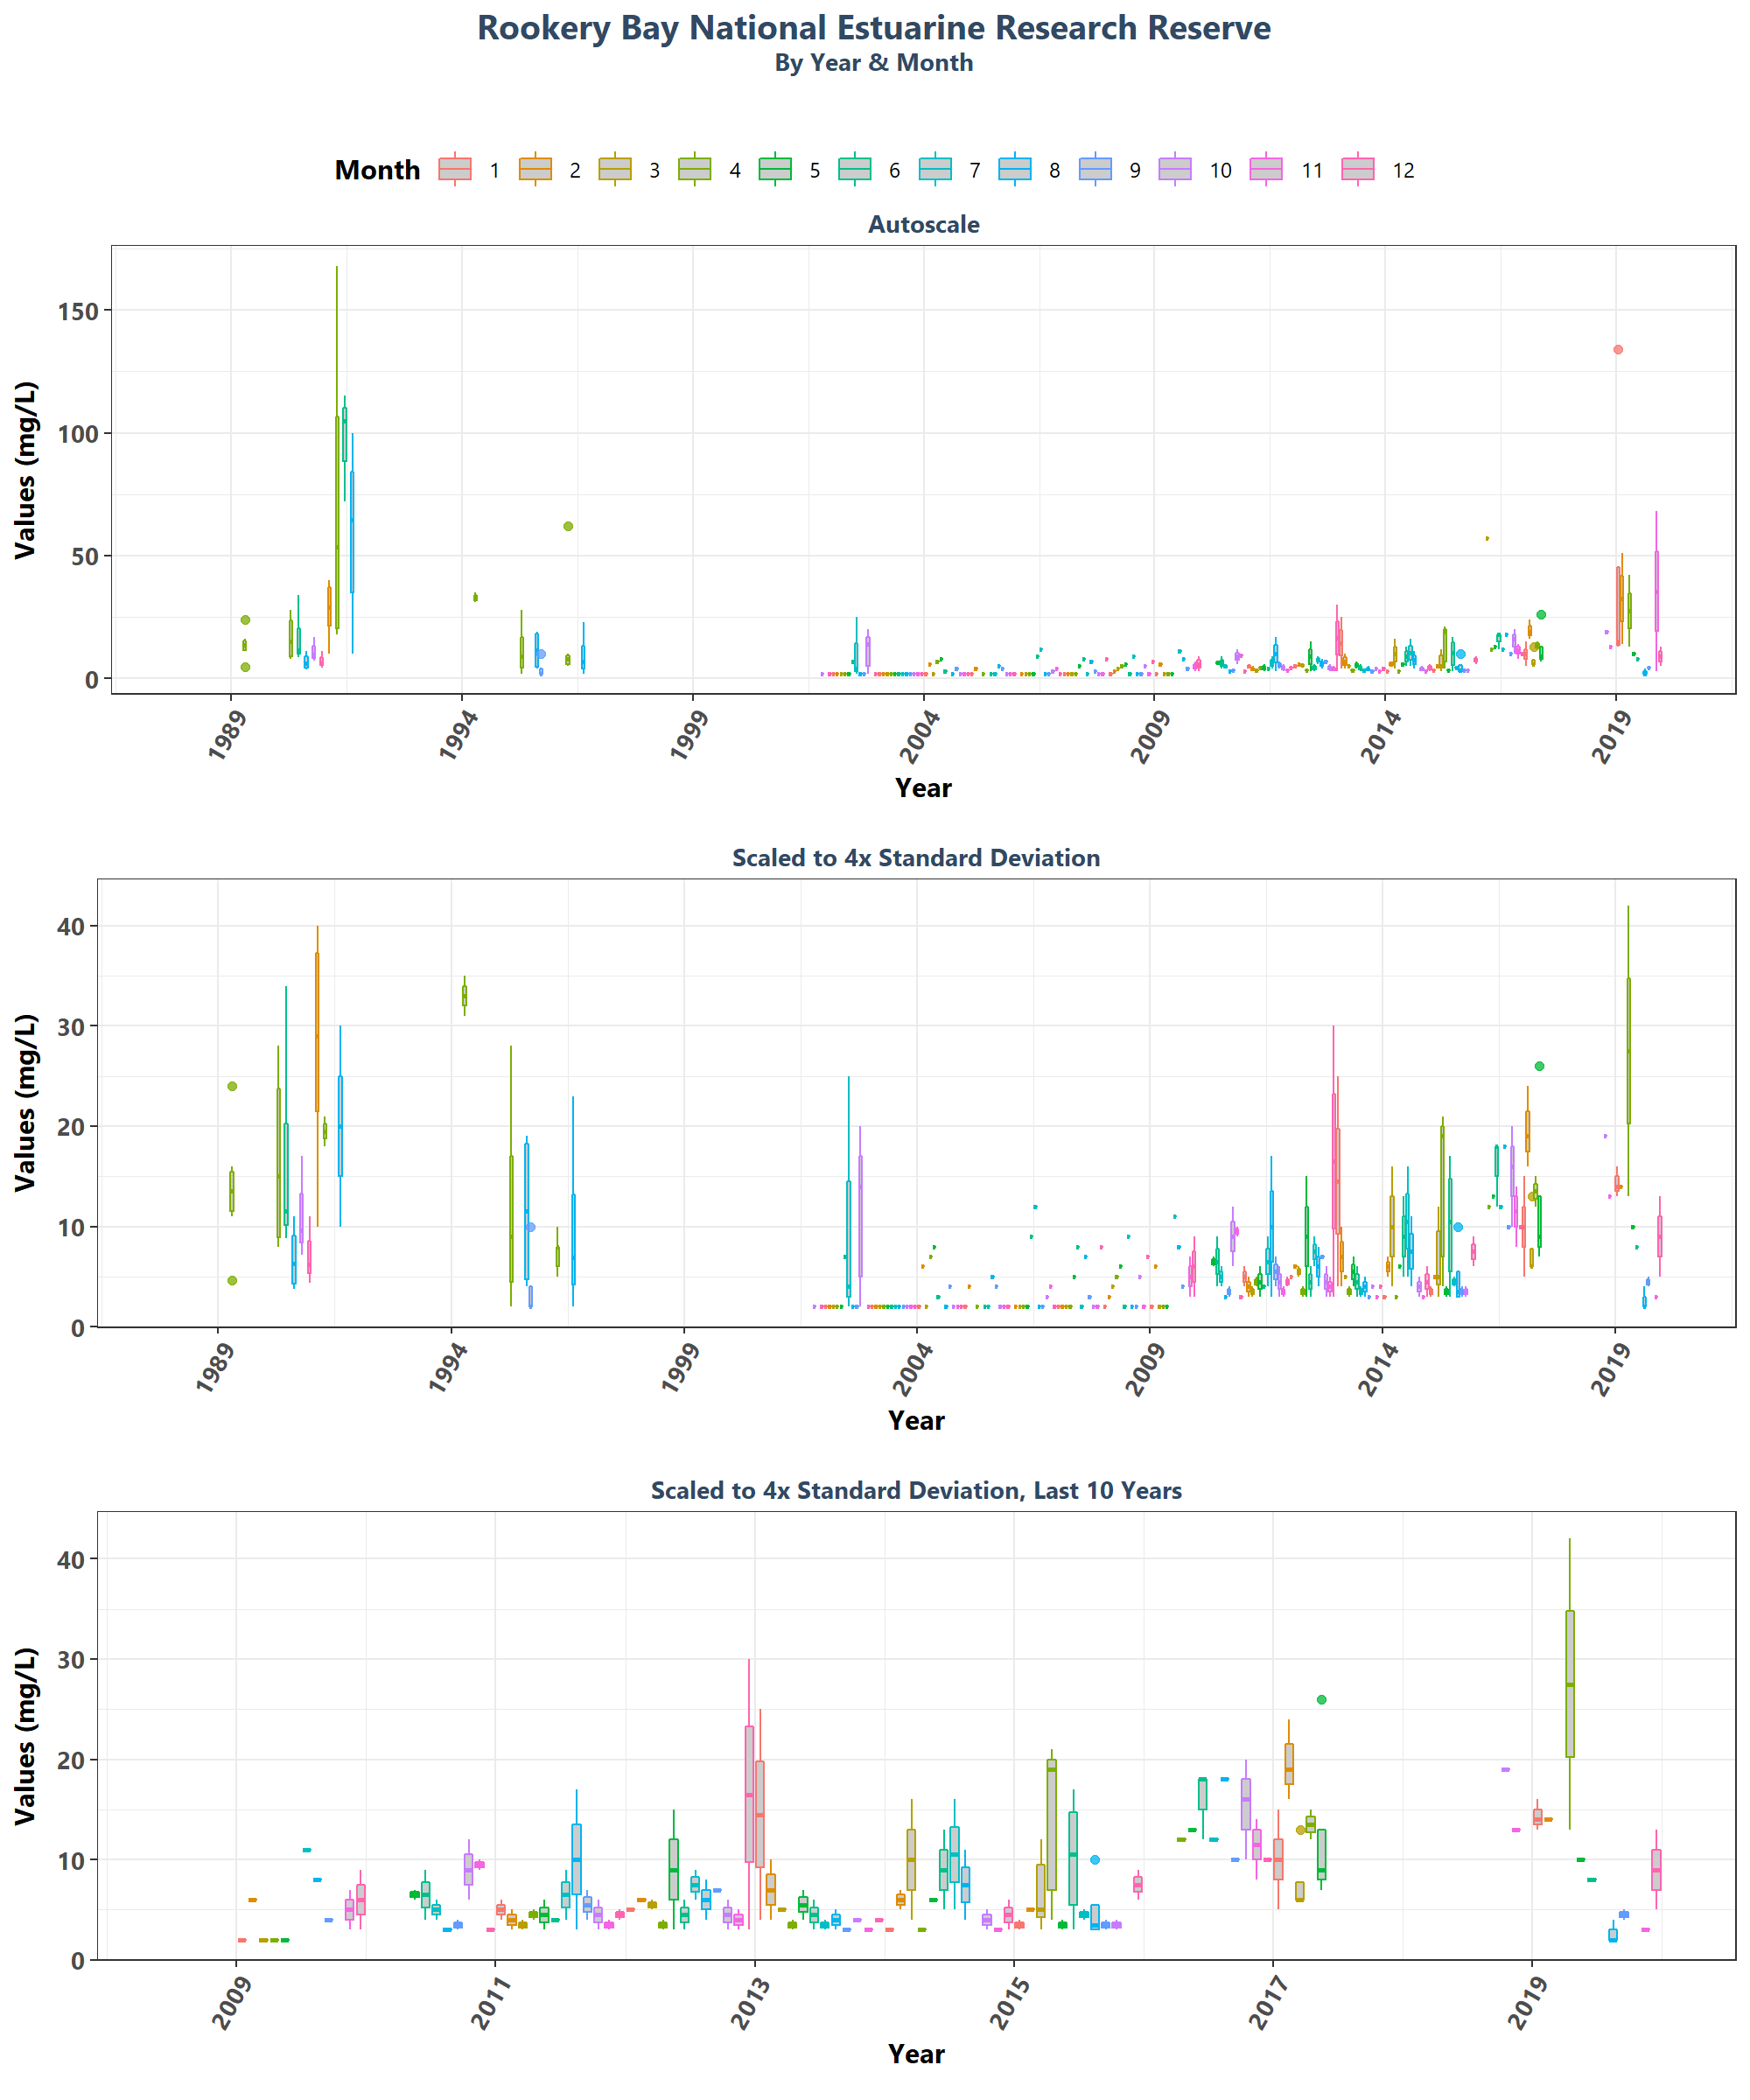 Rookery Bay National Estuarine Research Reserve
By Year & Month
Month 1 2 3 4 5 6 7 8 9 10 11 12
Autoscale
Values (mg/L)
150
100
50
0
1989 1994 1999 2004 2009 2014 2019
Year
Scaled to 4x Standard Deviation
Values (mg/L)
40
30
20
10
0
1989 1994 1999 2004 2009 2014 2019
Year
Scaled to 4x Standard Deviation, Last 10 Years
Values (mg/L)
40
30
20
10
0
2009 2011 2013 2015 2017 2019
Year